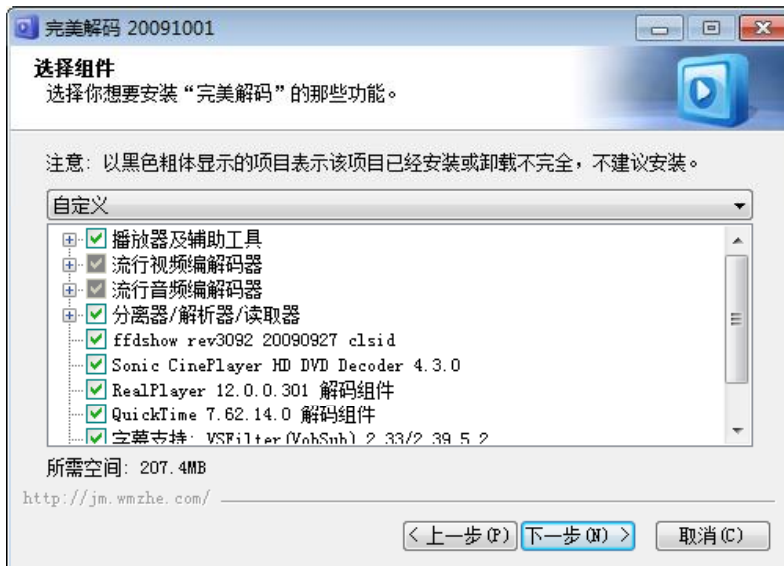 完美解码 20091001
选择组件
选择你想要安装“完美解码”的那些功能。
注意: 以黑色粗体显示的项目表示该项目已经安装或卸载不完全，不建议安装。
自定义
播放器及辅助工具
流行视频编解码器
流行音频编解码器
分离器/解析器/读取器
ffdshow rev3092 20090927 clsid
Sonic CinePlayer HD DVD Decoder 4.3.0
RealPlayer 12.0.0.301 解码组件
QuickTime 7.62.14.0 解码组件
字幕支持: VSFilter(VobSub) 2.33/2.39.5.2
所需空间: 207.4MB
http://jm.wmzhe.com/
< 上一步(P) 下一步(N) > 取消(C)